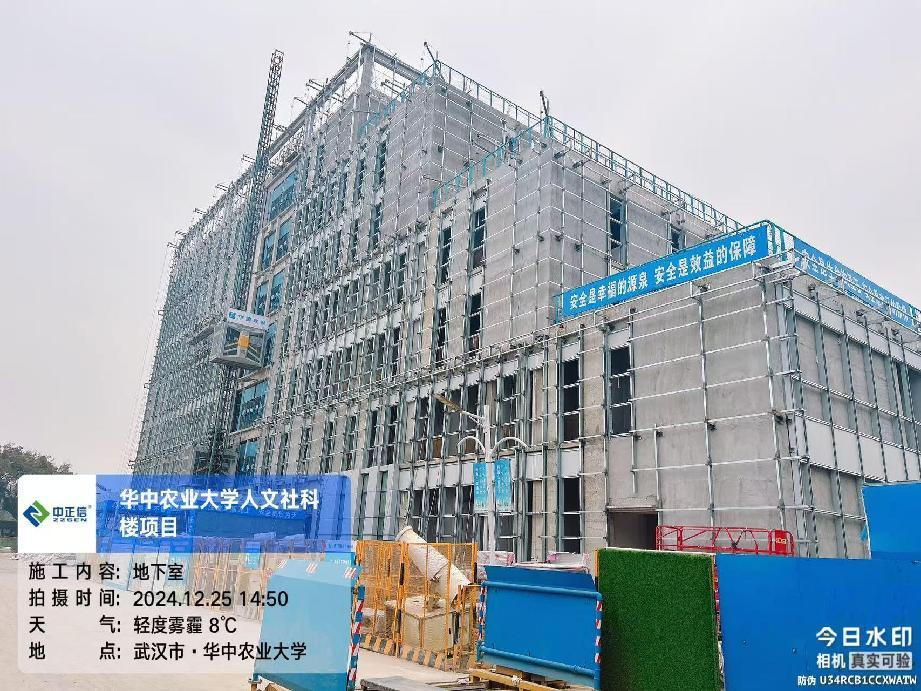 安全是幸福的源泉 安全是效益的保障
中正信
ZZSEN
华中农业大学人文社科
楼项目
施工内容: 地下室
拍摄时间: 2024.12.25 14:50
天 气: 轻度雾霾 8℃
地 点: 武汉市·华中农业大学
今日水印
相机 真实可验
防伪 U34RCB1CCXWATW